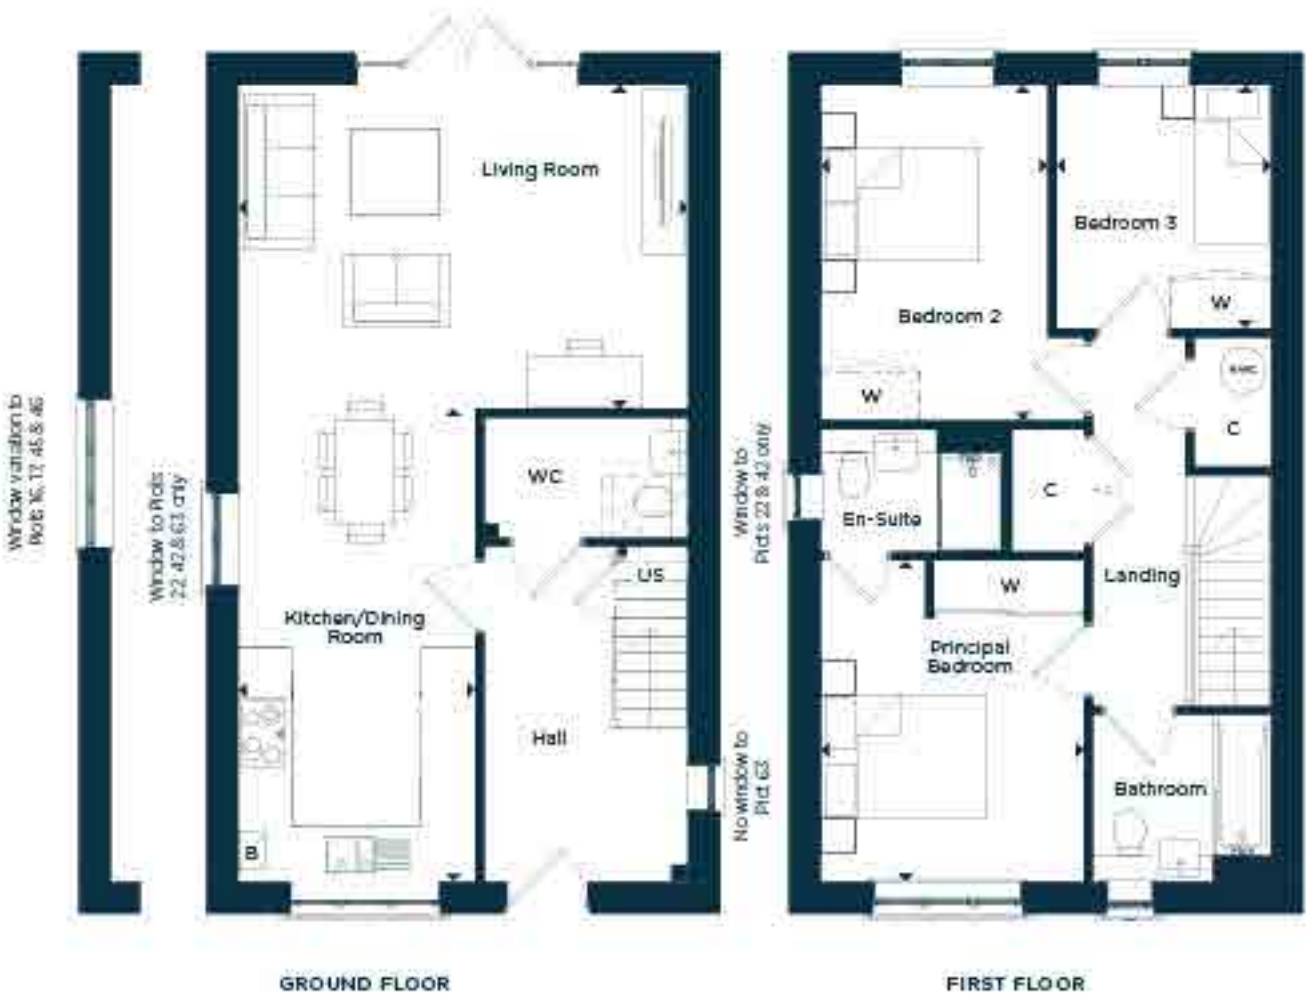 Living Room
WC
US
Kitchen/Dining
Room
Hall
B
Window variation to
Plots 16, 17, 45 & 46
Window to Plots
22, 42 & 63 only
No window to
Plot 63
GROUND FLOOR
Bedroom 2
Bedroom 3
W
W
C
C
En-Suite
Window to
Plots 22 & 42 only
W
Landing
Principal
Bedroom
Bathroom
FIRST FLOOR